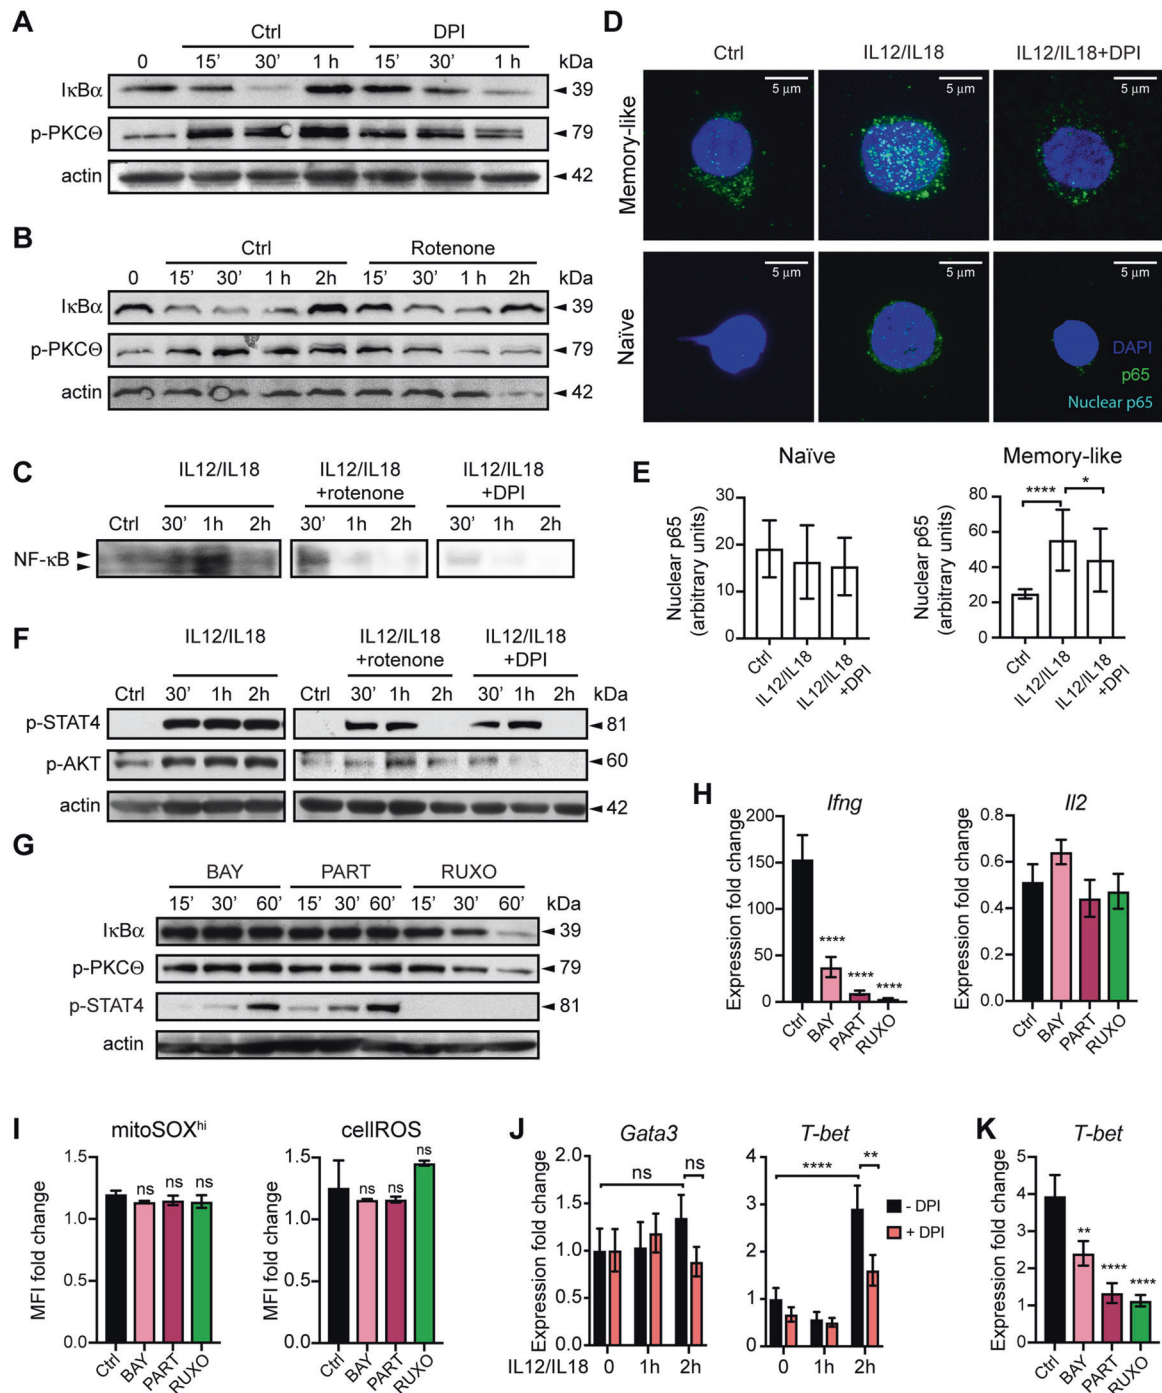 A
Ctrl DPI
0 15' 30' 1 h 15' 30' 1 h kDa
IκBα 39
p-PKCΘ 79
actin 42
B
Ctrl Rotenone
0 15' 30' 1 h 2h 15' 30' 1 h 2h kDa
IκBα 39
p-PKCΘ 79
actin 42
C
IL12/IL18 IL12/IL18 IL12/IL18
+rotenone +DPI
Ctrl 30' 1h 2h 30' 1h 2h 30' 1h 2h
NF-κB
D
Ctrl IL12/IL18 IL12/IL18+DPI
Memory-like
5 μm 5 μm 5 μm
Naïve
5 μm 5 μm 5 μm
DAPI
p65
Nuclear p65
E
Naïve
Nuclear p65
(arbitrary units)
30
20
10
0
Ctrl
IL12/IL18
IL12/IL18
+DPI
Memory-like
Nuclear p65
(arbitrary units)
80
60
40
20
0
**** *
Ctrl
IL12/IL18
IL12/IL18
+DPI
F
IL12/IL18 IL12/IL18 IL12/IL18
+rotenone +DPI
Ctrl 30' 1h 2h Ctrl 30' 1h 2h 30' 1h 2h kDa
p-STAT4 81
p-AKT 60
actin 42
G
BAY PART RUXO
15' 30' 60' 15' 30' 60' 15' 30' 60' kDa
IκBα 39
p-PKCΘ 79
p-STAT4 81
actin
H
Ifng
Expression fold change
200
150
100
50
0
**** **** ****
Ctrl BAY PART RUXO
Il2
Expression fold change
0.8
0.6
0.4
0.2
0.0
Ctrl BAY PART RUXO
I
mitoSOXhi
MFI fold change
1.5
1.0
0.5
0.0
ns ns ns
Ctrl BAY PART RUXO
cellROS
MFI fold change
1.5
1.0
0.5
0.0
ns ns ns
Ctrl BAY PART RUXO
J
Gata3
Expression fold change
2.0
1.5
1.0
0.5
0.0
ns ns
IL12/IL18 0 1h 2h
T-bet
4
3
2
1
0
**** **
0 1h 2h
- DPI
+ DPI
K
T-bet
Expression fold change
5
4
3
2
1
0
** **** ****
Ctrl BAY PART RUXO